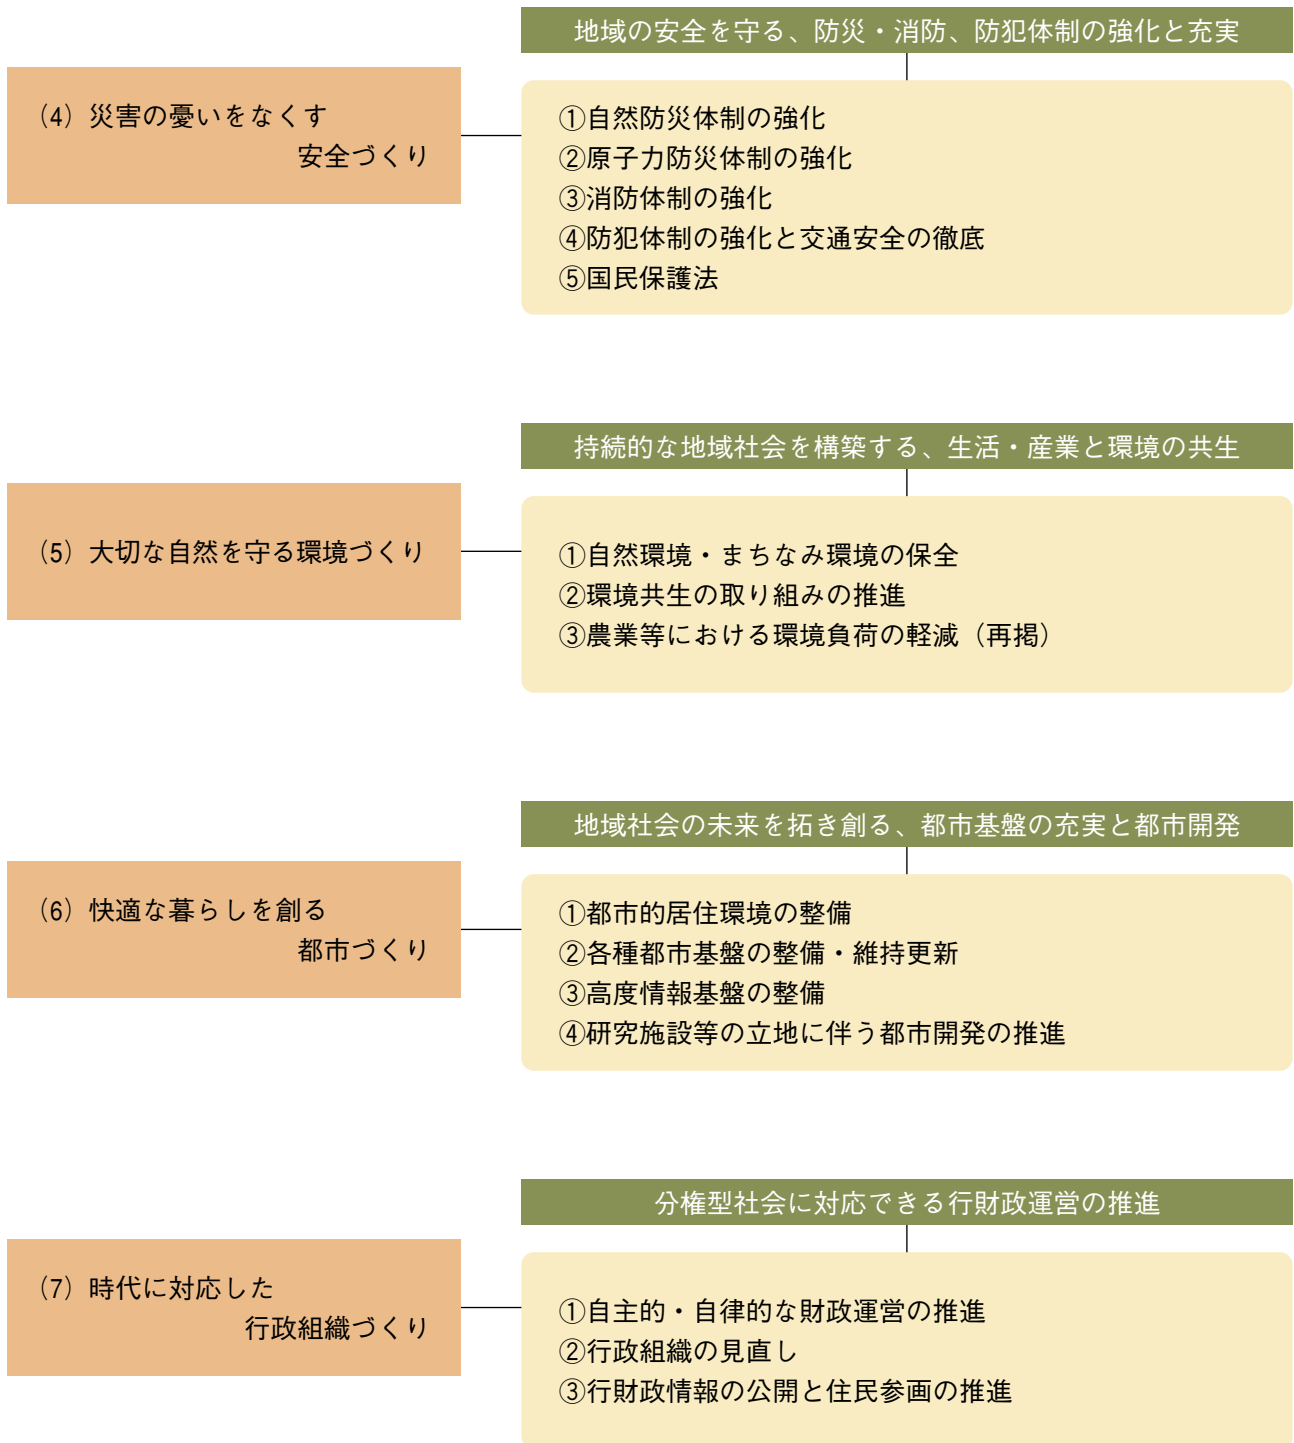 地域の安全を守る、防災・消防、防犯体制の強化と充実
（4）災害の憂いをなくす
安全づくり
①自然防災体制の強化
②原子力防災体制の強化
③消防体制の強化
④防犯体制の強化と交通安全の徹底
⑤国民保護法
持続的な地域社会を構築する、生活・産業と環境の共生
（5）大切な自然を守る環境づくり
①自然環境・まちなみ環境の保全
②環境共生の取り組みの推進
③農業等における環境負荷の軽減（再掲）
地域社会の未来を拓き創る、都市基盤の充実と都市開発
（6）快適な暮らしを創る
都市づくり
①都市的居住環境の整備
②各種都市基盤の整備・維持更新
③高度情報基盤の整備
④研究施設等の立地に伴う都市開発の推進
分権型社会に対応できる行財政運営の推進
（7）時代に対応した
行政組織づくり
①自主的・自律的な財政運営の推進
②行政組織の見直し
③行財政情報の公開と住民参画の推進